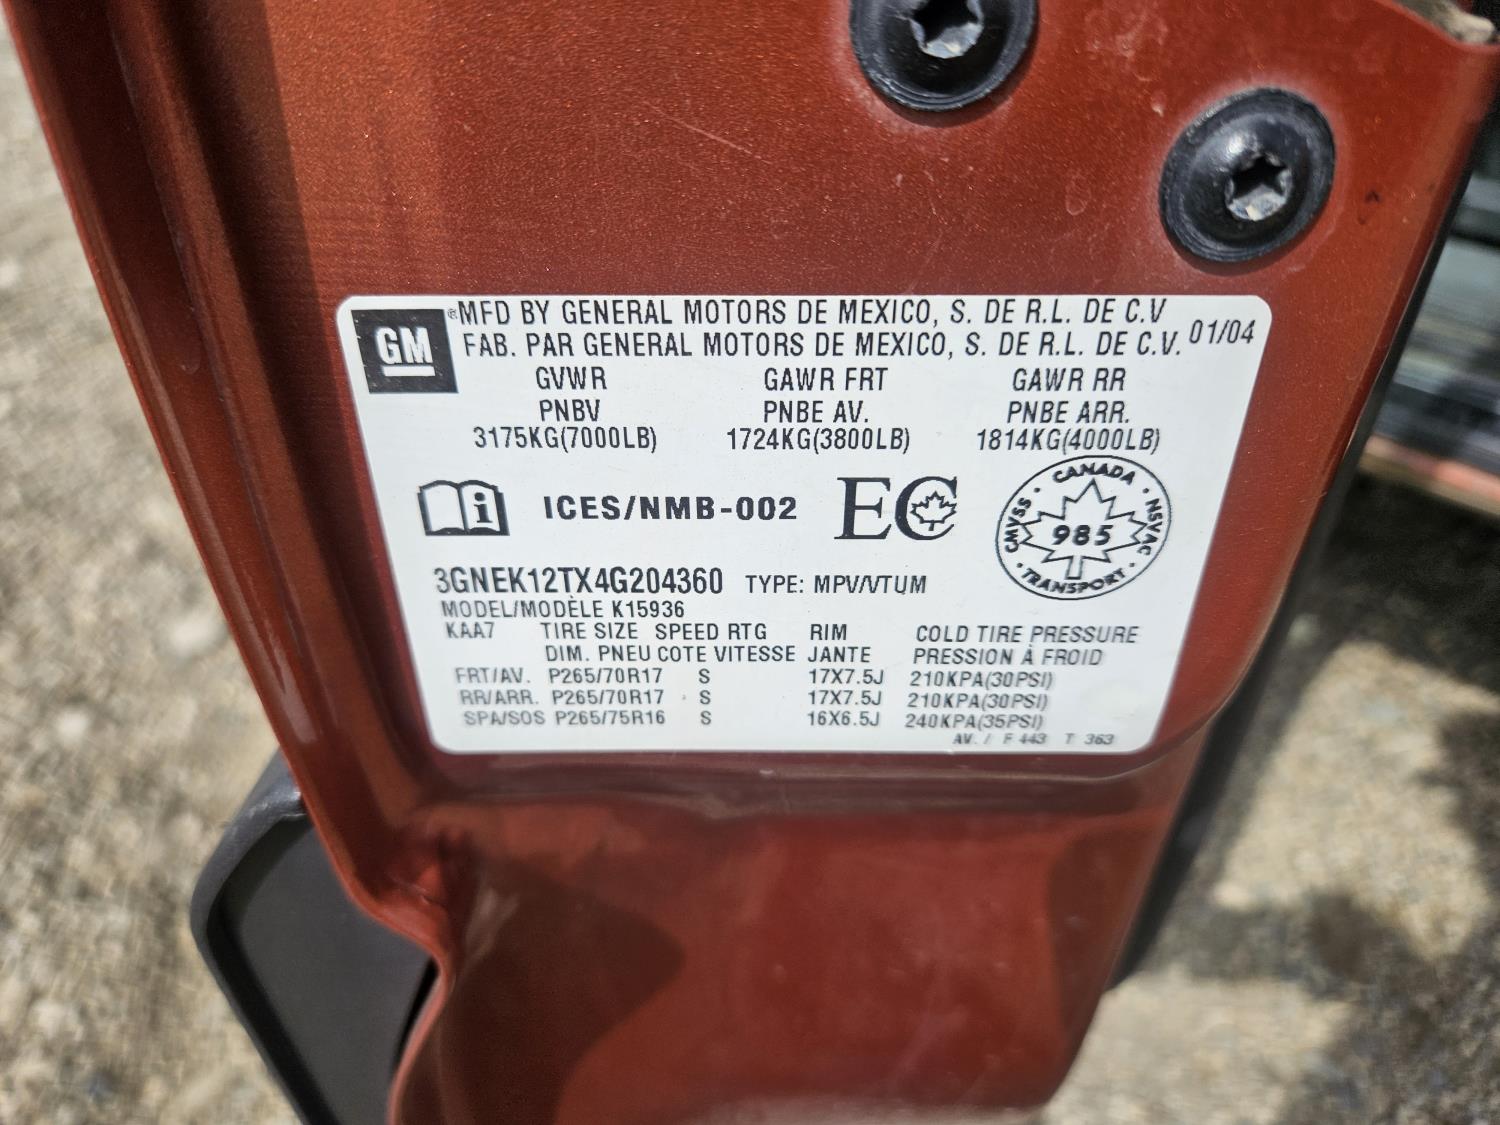 GM
®MFD BY GENERAL MOTORS DE MEXICO, S. DE R.L. DE C.V
FAB. PAR GENERAL MOTORS DE MEXICO, S. DE R.L. DE C.V. 01/04
GVWR GAWR FRT GAWR RR
PNBV PNBE AV. PNBE ARR.
3175KG(7000LB) 1724KG(3800LB) 1814KG(4000LB)
i ICES/NMB-002 EC
CANADA
CMVSS 985 NSVAC
TRANSPORT
3GNEK12TX4G204360 TYPE: MPV/VTUM
MODEL/MODÈLE K15936
KAA7 TIRE SIZE SPEED RTG RIM COLD TIRE PRESSURE
DIM. PNEU COTE VITESSE JANTE PRESSION À FROID
FRT/AV. P265/70R17 S 17X7.5J 210KPA(30PSI)
RR/ARR. P265/70R17 S 17X7.5J 210KPA(30PSI)
SPA/SOS P265/75R16 S 16X6.5J 240KPA(35PSI)
AV. / F 443 T 363